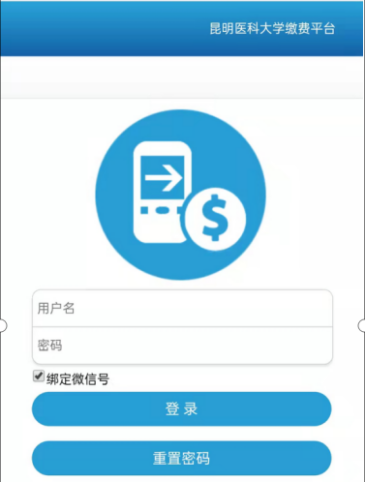 昆明医科大学缴费平台
用户名
密码
绑定微信号
登录
重置密码